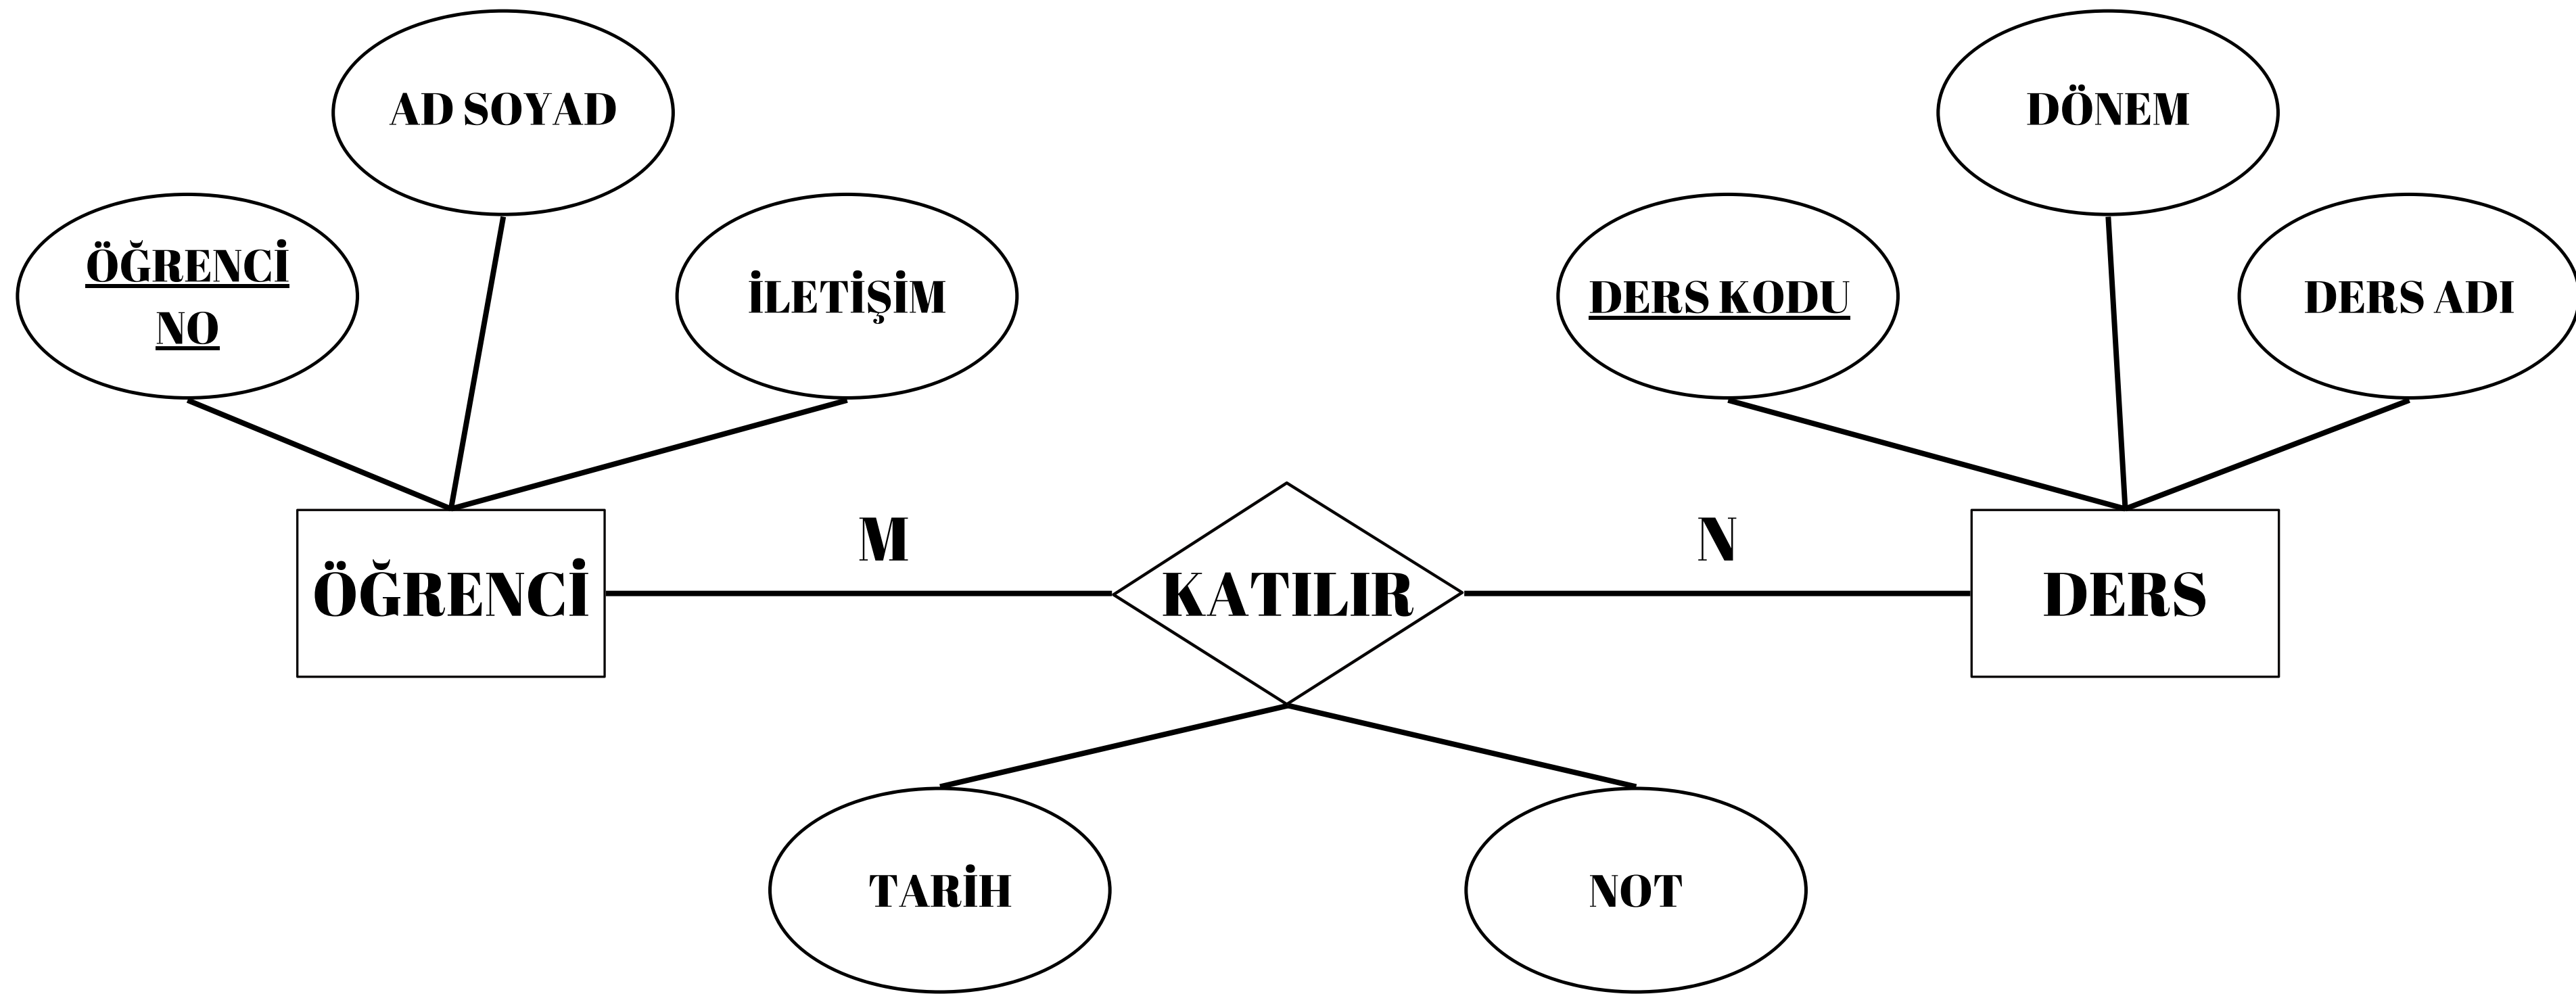 AD SOYAD
DÖNEM
ÖĞRENCİ
NO
İLETİŞİM
DERS KODU
DERS ADI
M
N
ÖĞRENCİ
KATILIR
DERS
TARİH
NOT